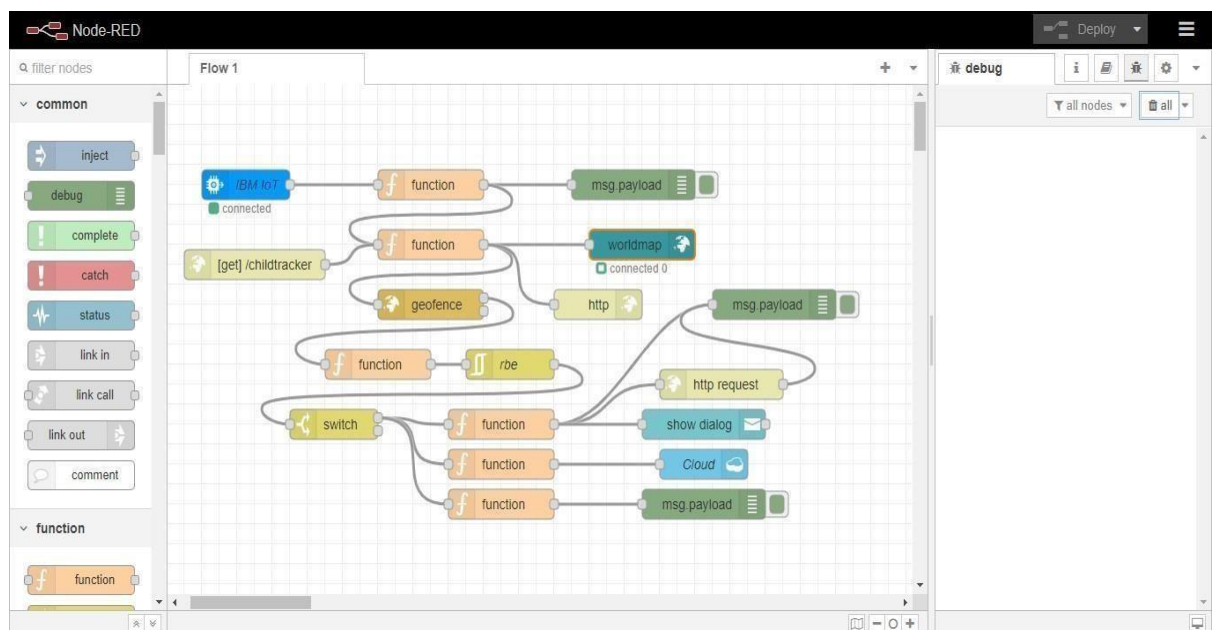 Node-RED
Deploy
filter nodes
Flow 1
debug
i
common
all nodes
all
inject
IBM IoT
function
msg.payload
debug
connected
complete
function
worldmap
[get] /childtracker
connected 0
catch
geofence
http
msg.payload
status
link in
function
rbe
http request
link call
switch
function
show dialog
link out
function
Cloud
comment
function
msg.payload
function
function